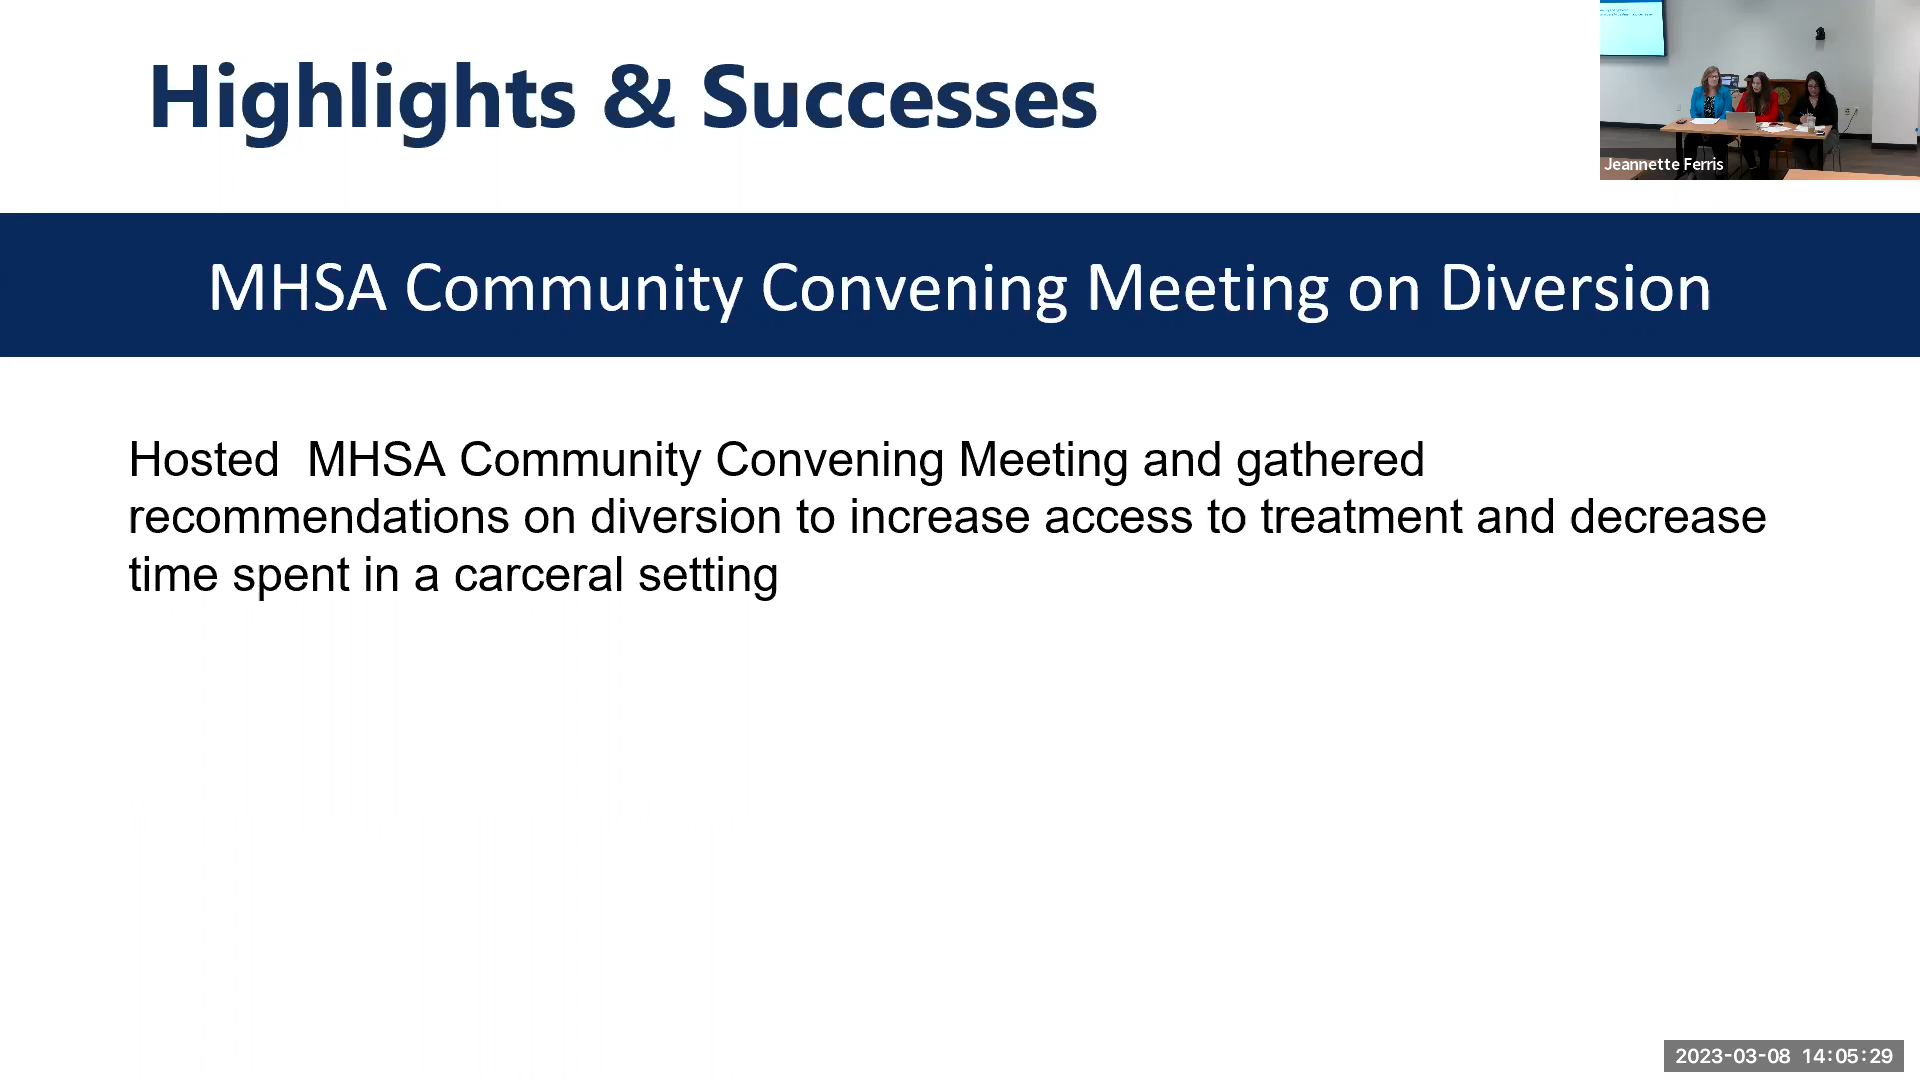 Highlights & Successes
Jeannette Ferris
MHSA Community Convening Meeting on Diversion
Hosted  MHSA Community Convening Meeting and gathered
recommendations on diversion to increase access to treatment and decrease
time spent in a carceral setting
2023-03-08 14:05:29